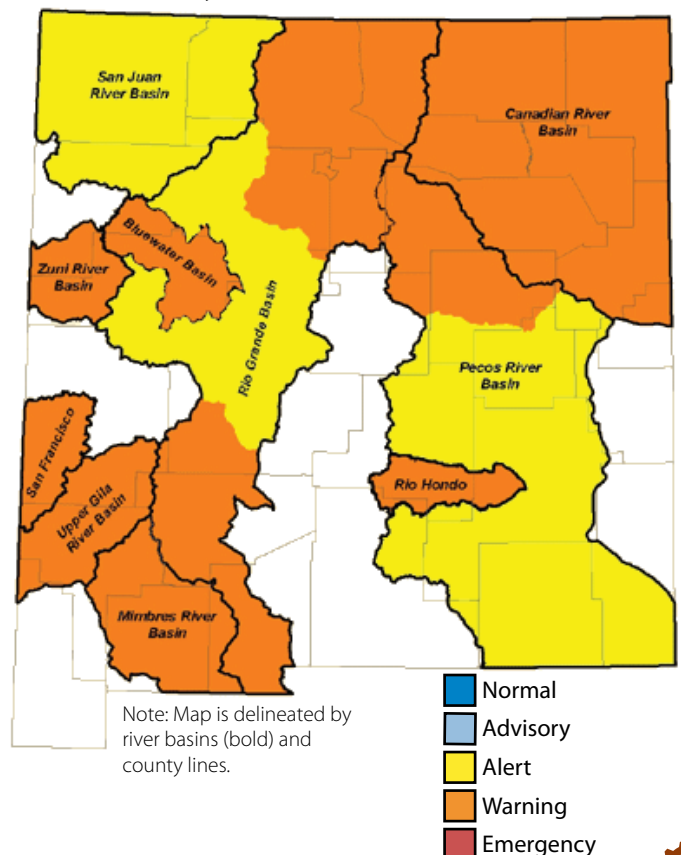 San Juan
River Basin
Canadian River
Basin
Bluewater Basin
Zuni River
Basin
Rio Grande Basin
Pecos River
Basin
San Francisco
Rio Hondo
Upper Gila
River Basin
Mimbres River
Basin
Note: Map is delineated by
river basins (bold) and
county lines.
Normal
Advisory
Alert
Warning
Emergency